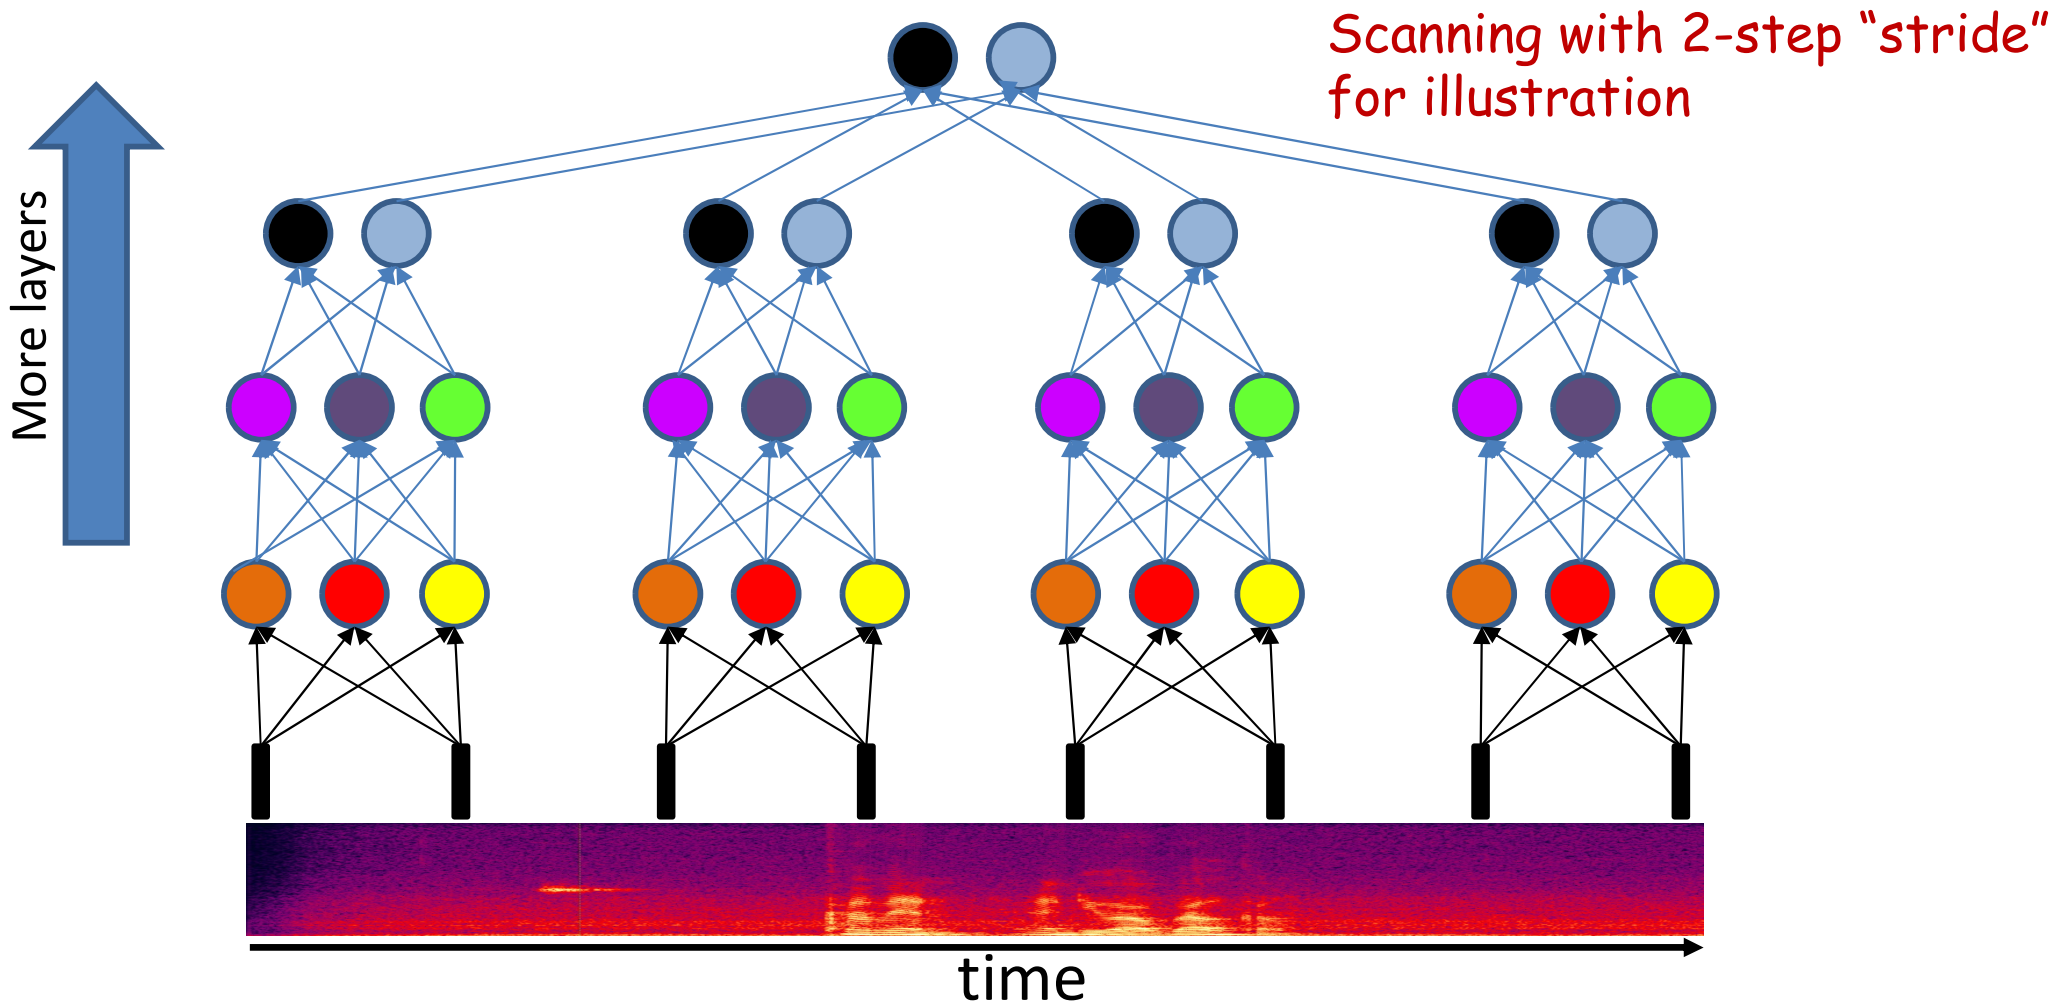 Scanning with 2-step “stride”
for illustration
More layers
time